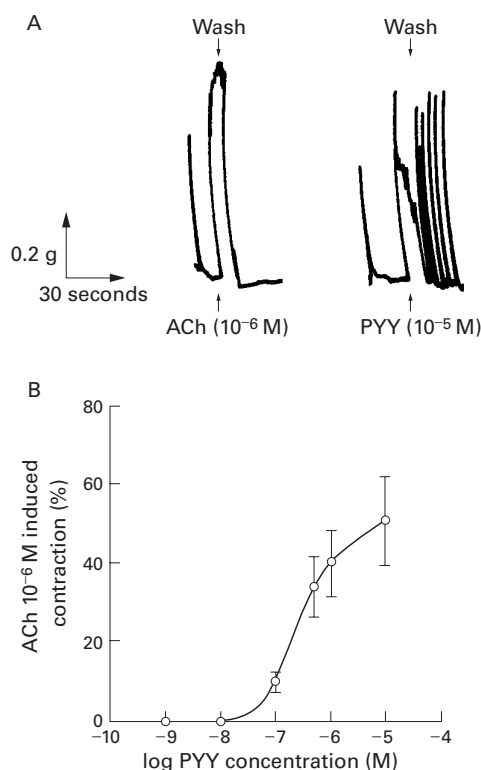 A
Wash Wash
0.2 g
30 seconds
ACh (10⁻⁶ M) PYY (10⁻⁵ M)
B
80
60
40
20
0
ACh 10⁻⁶ M induced
contraction (%)
−10 −9 −8 −7 −6 −5 −4
log PYY concentration (M)